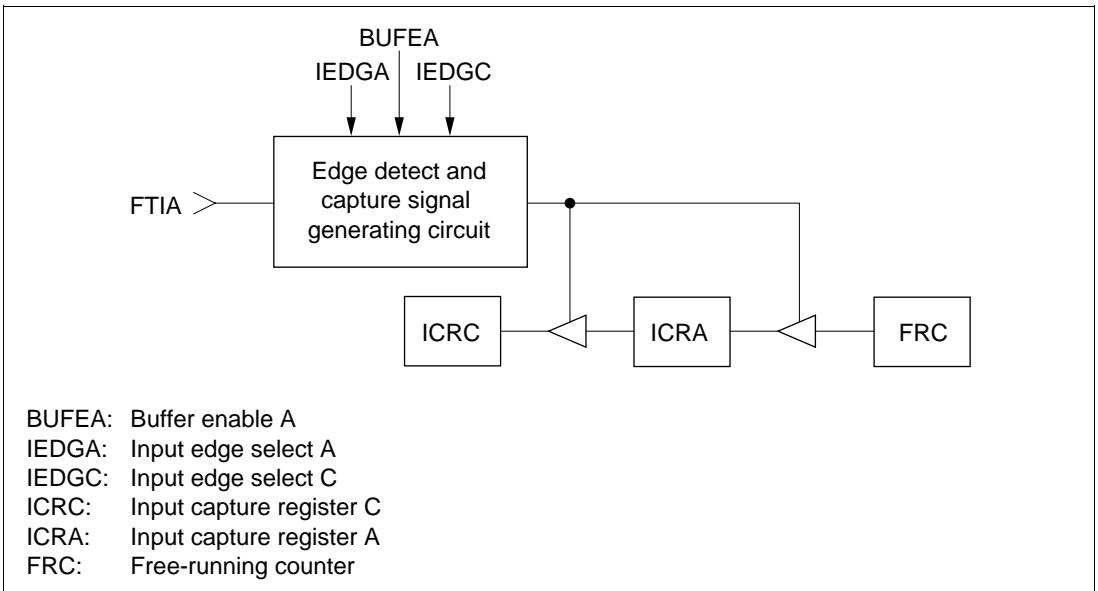 BUFEA
IEDGA IEDGC
Edge detect and
capture signal
generating circuit
FTIA
ICRC ICRA FRC
BUFEA: Buffer enable A
IEDGA: Input edge select A
IEDGC: Input edge select C
ICRC: Input capture register C
ICRA: Input capture register A
FRC: Free-running counter